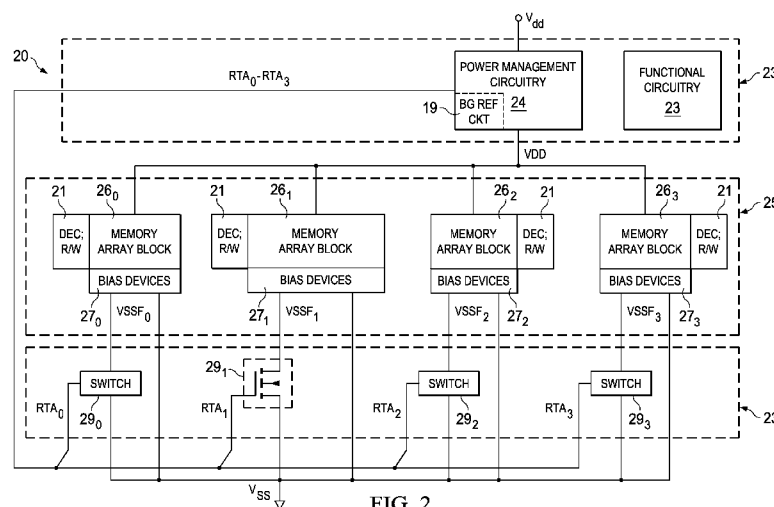 Vdd
20
RTA0-RTA3
POWER MANAGEMENT
CIRCUITRY
24
19
BG REF
CKT
FUNCTIONAL
CIRCUITRY
23
23
VDD
21 260 21 261 262 21 263 21
25
DEC;
R/W
MEMORY
ARRAY BLOCK
DEC;
R/W
MEMORY
ARRAY BLOCK
MEMORY
ARRAY BLOCK
DEC;
R/W
MEMORY
ARRAY BLOCK
DEC;
R/W
BIAS DEVICES
BIAS DEVICES
BIAS DEVICES
BIAS DEVICES
270 VSSF0 271 VSSF1 VSSF2 272 VSSF3 273
291
SWITCH
SWITCH
SWITCH
RTA0 RTA1 RTA2 RTA3
290 292 293
23
VSS
FIG. 2